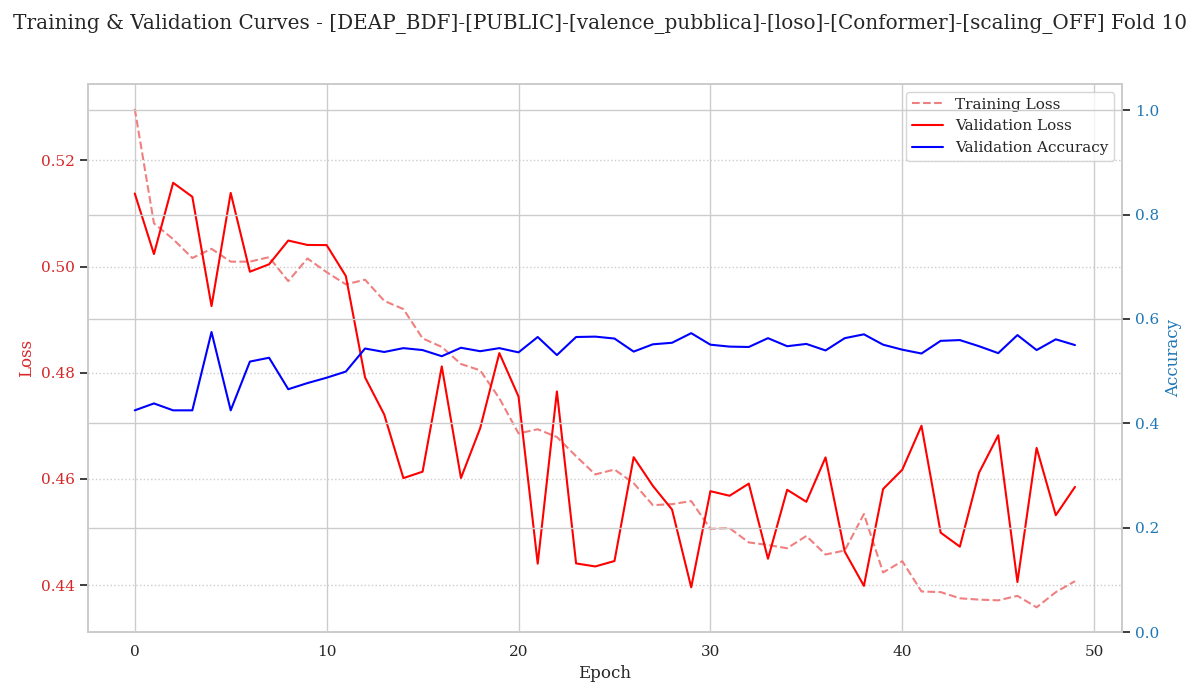 Training & Validation Curves - [DEAP_BDF]-[PUBLIC]-[valence_pubblica]-[loso]-[Conformer]-[scaling_OFF] Fold 10
Training Loss
Validation Loss
Validation Accuracy
0.52
0.50
0.48
0.46
0.44
Loss
1.0
0.8
0.6
0.4
0.2
0.0
Accuracy
0
10
20
30
40
50
Epoch